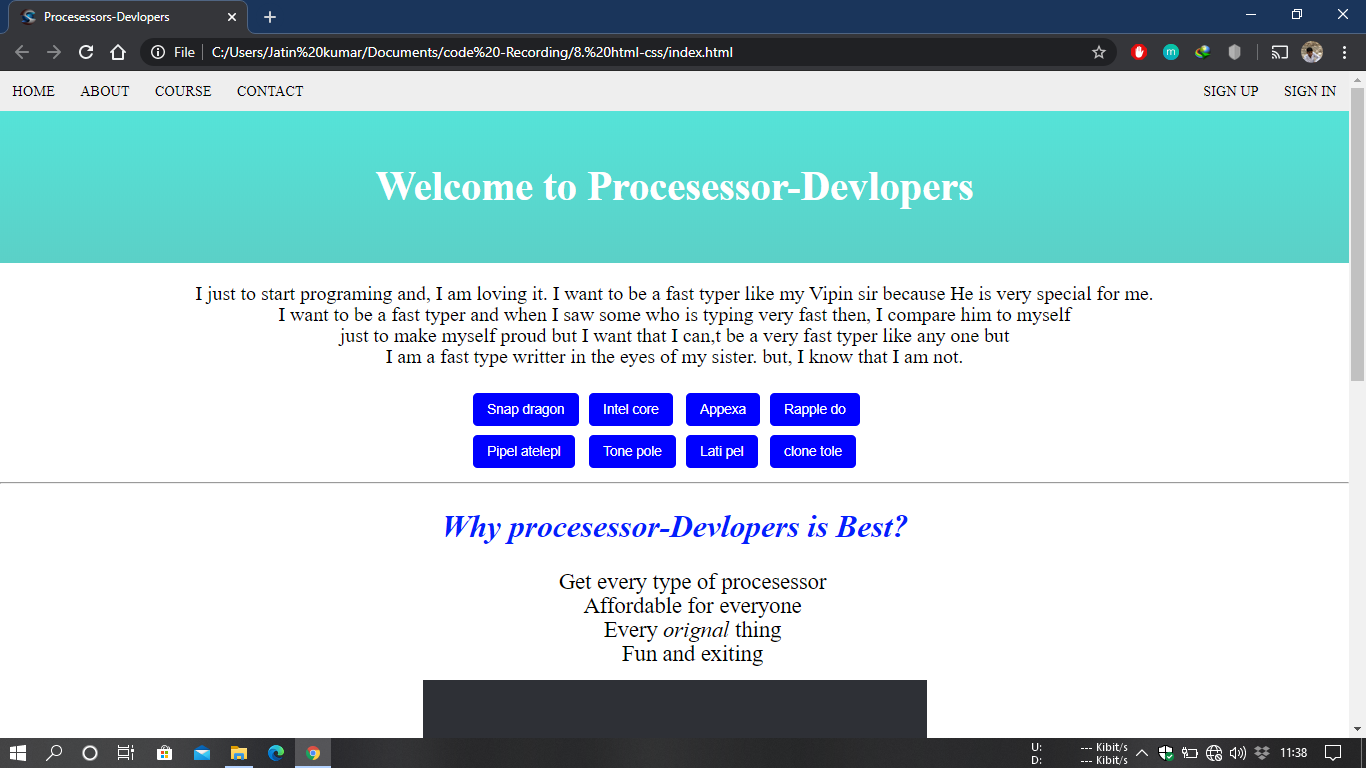 Procesessors-Devlopers
File C:/Users/Jatin%20kumar/Documents/code%20-Recording/8.%20html-css/index.html
HOME ABOUT COURSE CONTACT SIGN UP SIGN IN
Welcome to Procesessor-Devlopers
I just to start programing and, I am loving it. I want to be a fast typer like my Vipin sir because He is very special for me.
I want to be a fast typer and when I saw some who is typing very fast then, I compare him to myself
just to make myself proud but I want that I can,t be a very fast typer like any one but
I am a fast type writter in the eyes of my sister. but, I know that I am not.
Snap dragon Intel core Appexa Rapple do
Pipel atelepl Tone pole Lati pel clone tole
Why procesessor-Devlopers is Best?
Get every type of procesessor
Affordable for everyone
Every orignal thing
Fun and exiting
U: --- Kibit/s
D: --- Kibit/s
11:38